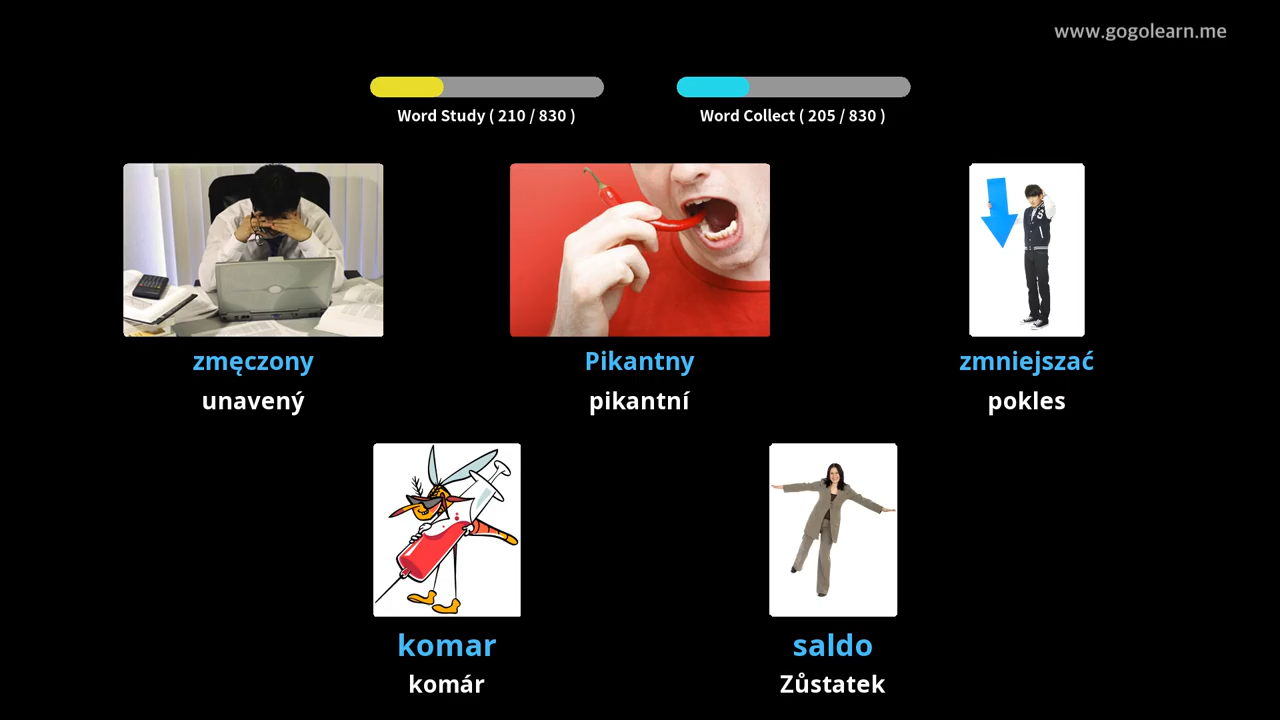 www.gogolearn.me
Word Study ( 210 / 830 )
Word Collect ( 205 / 830 )
zmęczony
unavený
Pikantny
pikantní
zmniejszać
pokles
komar
komár
saldo
Zůstatek